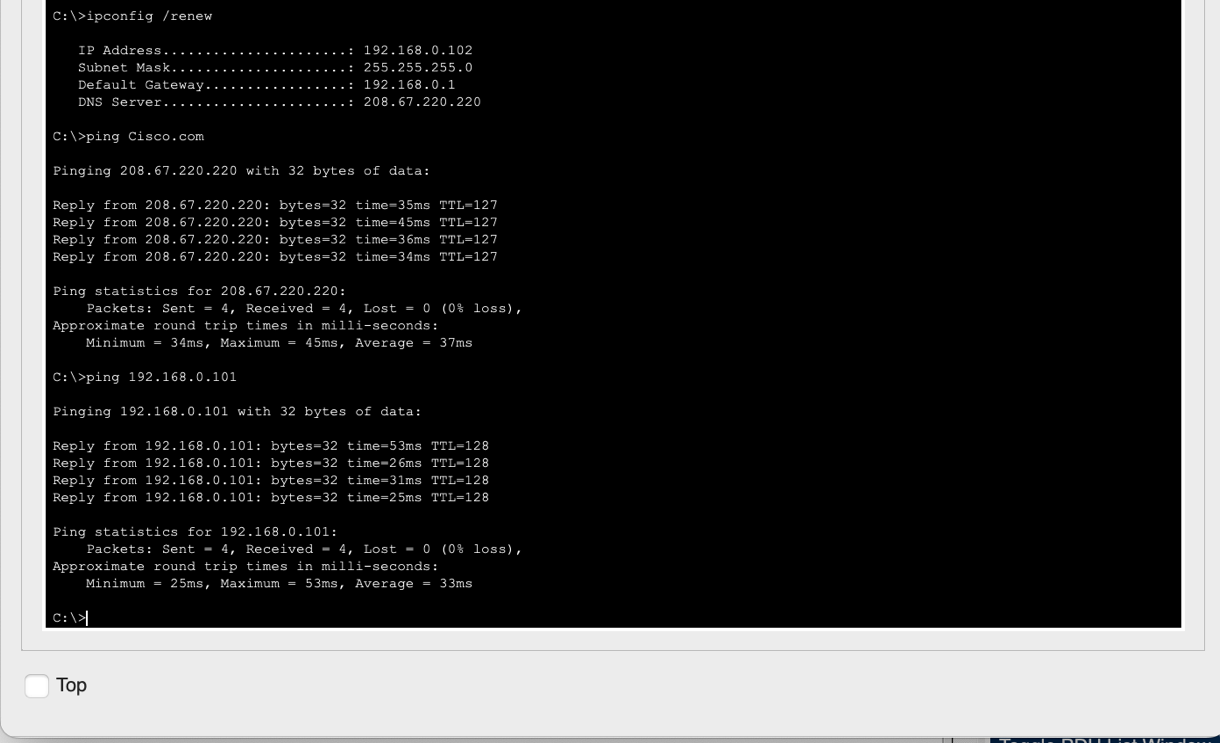 C:\>ipconfig /renew
IP Address......................: 192.168.0.102
Subnet Mask.....................: 255.255.255.0
Default Gateway.................: 192.168.0.1
DNS Server......................: 208.67.220.220
C:\>ping Cisco.com
Pinging 208.67.220.220 with 32 bytes of data:
Reply from 208.67.220.220: bytes=32 time=35ms TTL=127
Reply from 208.67.220.220: bytes=32 time=45ms TTL=127
Reply from 208.67.220.220: bytes=32 time=36ms TTL=127
Reply from 208.67.220.220: bytes=32 time=34ms TTL=127
Ping statistics for 208.67.220.220:
Packets: Sent = 4, Received = 4, Lost = 0 (0% loss),
Approximate round trip times in milli-seconds:
Minimum = 34ms, Maximum = 45ms, Average = 37ms
C:\>ping 192.168.0.101
Pinging 192.168.0.101 with 32 bytes of data:
Reply from 192.168.0.101: bytes=32 time=53ms TTL=128
Reply from 192.168.0.101: bytes=32 time=26ms TTL=128
Reply from 192.168.0.101: bytes=32 time=31ms TTL=128
Reply from 192.168.0.101: bytes=32 time=25ms TTL=128
Ping statistics for 192.168.0.101:
Packets: Sent = 4, Received = 4, Lost = 0 (0% loss),
Approximate round trip times in milli-seconds:
Minimum = 25ms, Maximum = 53ms, Average = 33ms
C:\>
Top
Toggle PDU List Window